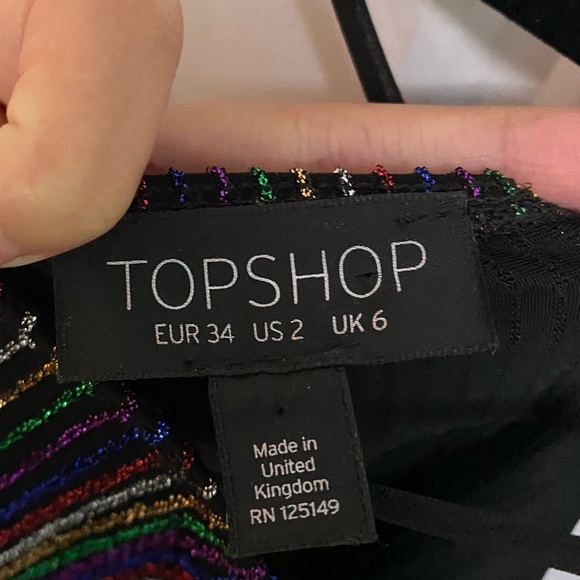 TOPSHOP
EUR 34 US 2 UK 6
Made in
United
Kingdom
RN 125149